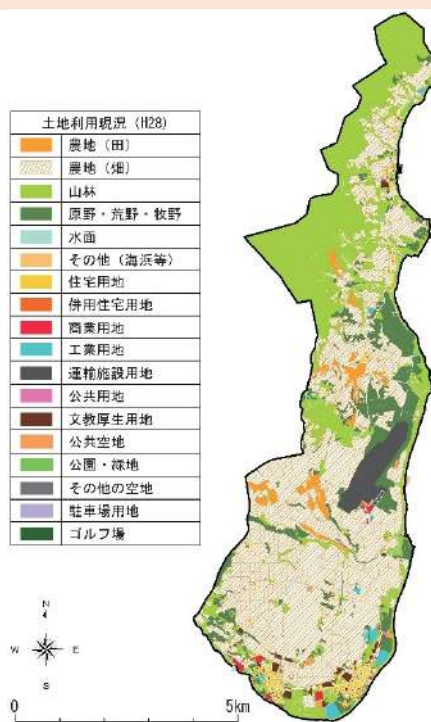 土地利用現況 (H28)
農地 (田)
農地 (畑)
山林
原野・荒野・牧野
水面
その他 (海浜等)
住宅用地
併用住宅用地
商業用地
工業用地
運輸施設用地
公共用地
文教厚生用地
公共空地
公園・緑地
その他の空地
駐車場用地
ゴルフ場
N
W E
S
0 5km